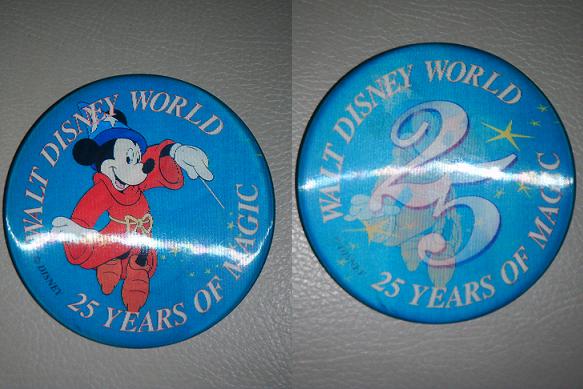 WALT DISNEY WORLD
25 YEARS OF MAGIC
© DISNEY
WALT DISNEY WORLD
25
25 YEARS OF MAGIC
DISNEY